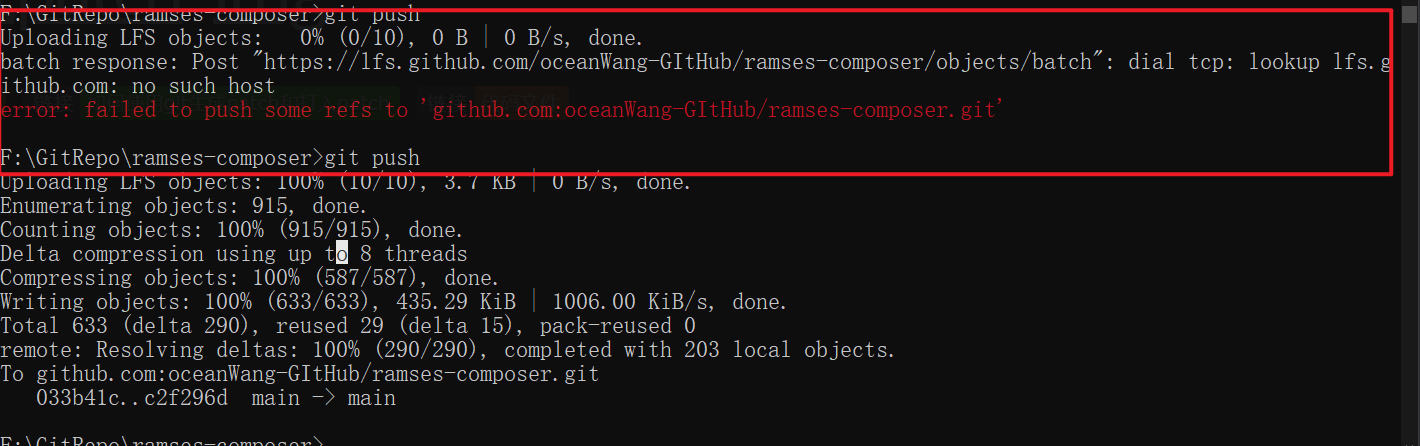 F:\GitRepo\ramses-composer>git push
Uploading LFS objects:   0% (0/10), 0 B | 0 B/s, done.
batch response: Post "https://lfs.github.com/oceanWang-GItHub/ramses-composer/objects/batch": dial tcp: lookup lfs.g
ithub.com: no such host
error: failed to push some refs to 'github.com:oceanWang-GItHub/ramses-composer.git'
F:\GitRepo\ramses-composer>git push
Uploading LFS objects: 100% (10/10), 3.7 KB | 0 B/s, done.
Enumerating objects: 915, done.
Counting objects: 100% (915/915), done.
Delta compression using up to 8 threads
Compressing objects: 100% (587/587), done.
Writing objects: 100% (633/633), 435.29 KiB | 1006.00 KiB/s, done.
Total 633 (delta 290), reused 29 (delta 15), pack-reused 0
remote: Resolving deltas: 100% (290/290), completed with 203 local objects.
To github.com:oceanWang-GItHub/ramses-composer.git
   033b41c..c2f296d  main -> main
F:\GitRepo\ramses-composer>